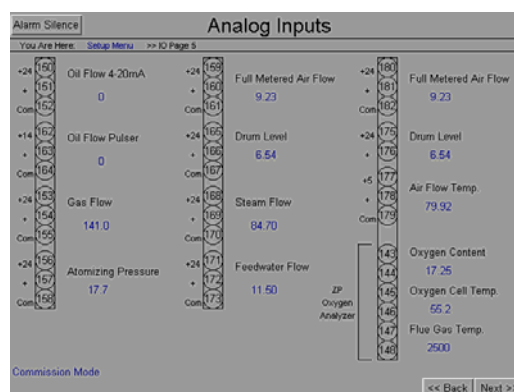 Alarm Silence
Analog Inputs
You Are Here: Setup Menu >> IO Page 5
+24 150 Oil Flow 4-20mA
+ 151 0
Com 152
+14 162 Oil Flow Pulser
+ 163 0
Com 164
+24 153 Gas Flow
+ 154 141.0
Com 155
+24 156 Atomizing Pressure
+ 157 17.7
Com 158
+24 159 Full Metered Air Flow
+ 160 9.23
Com 161
+24 165 Drum Level
+ 166 6.54
Com 167
+24 168 Steam Flow
+ 169 84.70
Com 170
+24 171 Feedwater Flow
+ 172 11.50
Com 173
+24 180 Full Metered Air Flow
+ 181 9.23
Com 182
+24 175 Drum Level
+ 176 6.54
+5 177 Air Flow Temp.
+ 178 79.92
Com 179
ZP Oxygen Analyzer
143 Oxygen Content
144 17.25
145 Oxygen Cell Temp.
146 55.2
147 Flue Gas Temp.
148 2500
Commission Mode
<< Back Next >